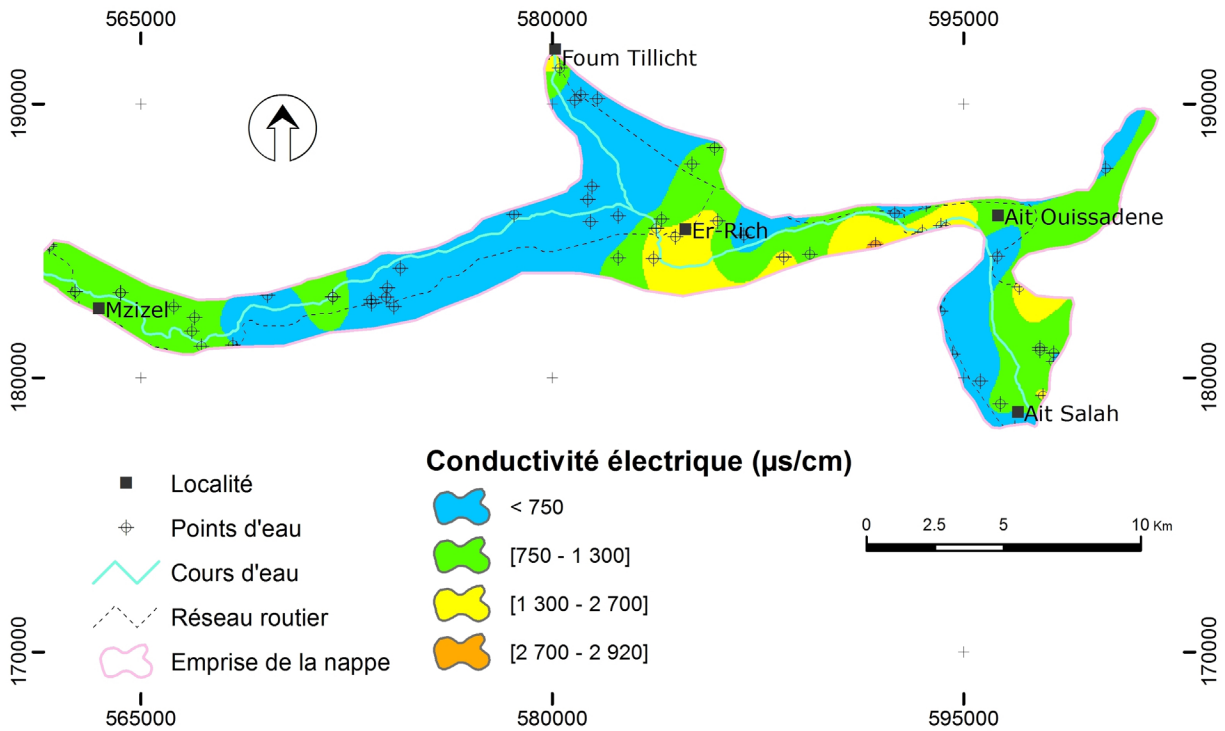 565000 580000 595000
190000 190000
Foum Tillicht
Ait Ouissadene
Er-Rich
Mzizel
180000 180000
Ait Salah
Conductivité électrique (µs/cm)
Localité
< 750
Points d'eau
[750 - 1 300]
0 2.5 5 10 Km
Cours d'eau
[1 300 - 2 700]
Réseau routier
[2 700 - 2 920]
Emprise de la nappe
170000 170000
565000 580000 595000